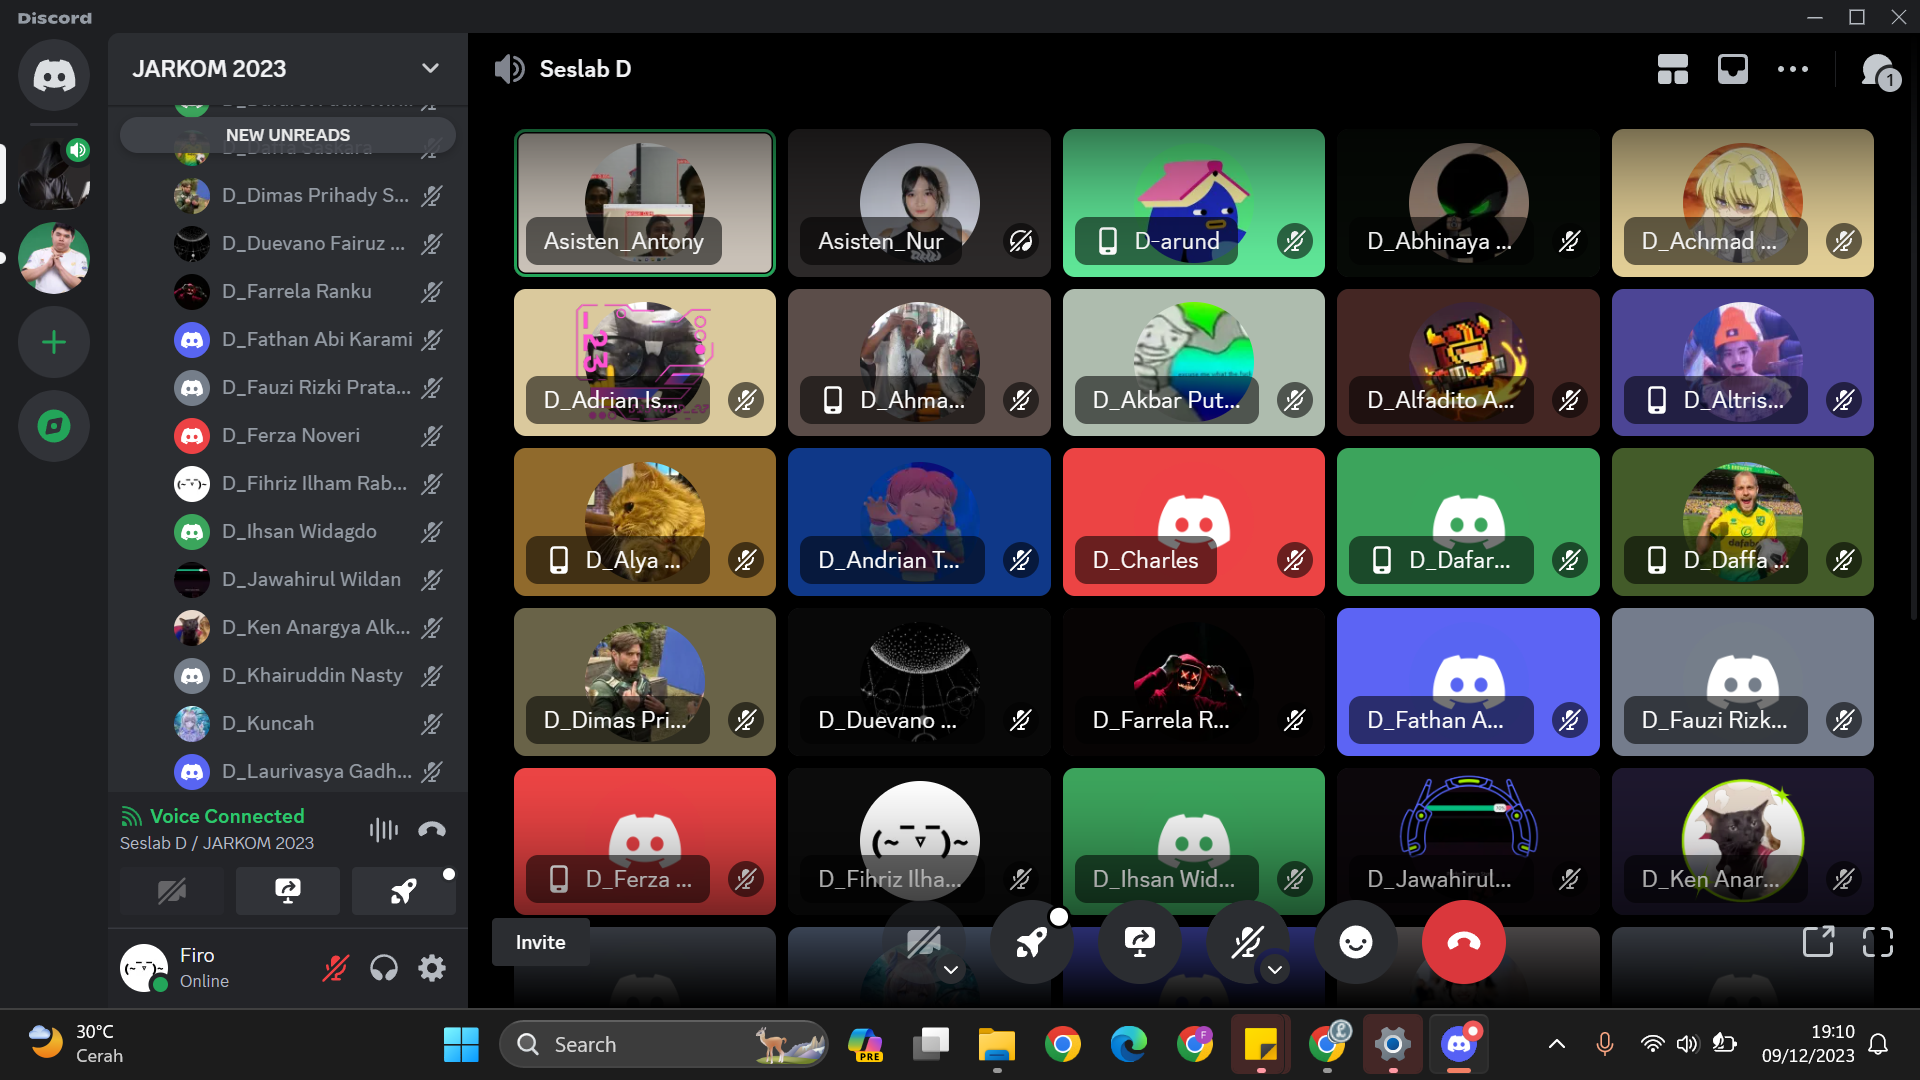 Discord
JARKOM 2023
NEW UNREADS
D_Daffa Saskara
D_Dimas Prihady S...
D_Duevano Fairuz ...
D_Farrela Ranku
D_Fathan Abi Karami
D_Fauzi Rizki Prata...
D_Ferza Noveri
D_Fihriz Ilham Rab...
D_Ihsan Widagdo
D_Jawahirul Wildan
D_Ken Anargya Alk...
D_Khairuddin Nasty
D_Kuncah
D_Laurivasya Gadh...
Voice Connected
Seslab D / JARKOM 2023
Firo
Online
Seslab D
1
Asisten_Antony
Asisten_Nur
D-arund
D_Abhinaya ...
D_Achmad ...
D_Adrian Is...
D_Ahma...
D_Akbar Put...
D_Alfadito A...
D_Altris...
D_Alya ...
D_Andrian T...
D_Charles
D_Dafar...
D_Daffa ...
D_Dimas Pri...
D_Duevano ...
D_Farrela R...
D_Fathan A...
D_Fauzi Rizk...
D_Ferza ...
D_Fihriz Ilha...
D_Ihsan Wid...
D_Jawahirul...
D_Ken Anar...
Invite
30°C
Cerah
Search
PRE
F
19:10
09/12/2023